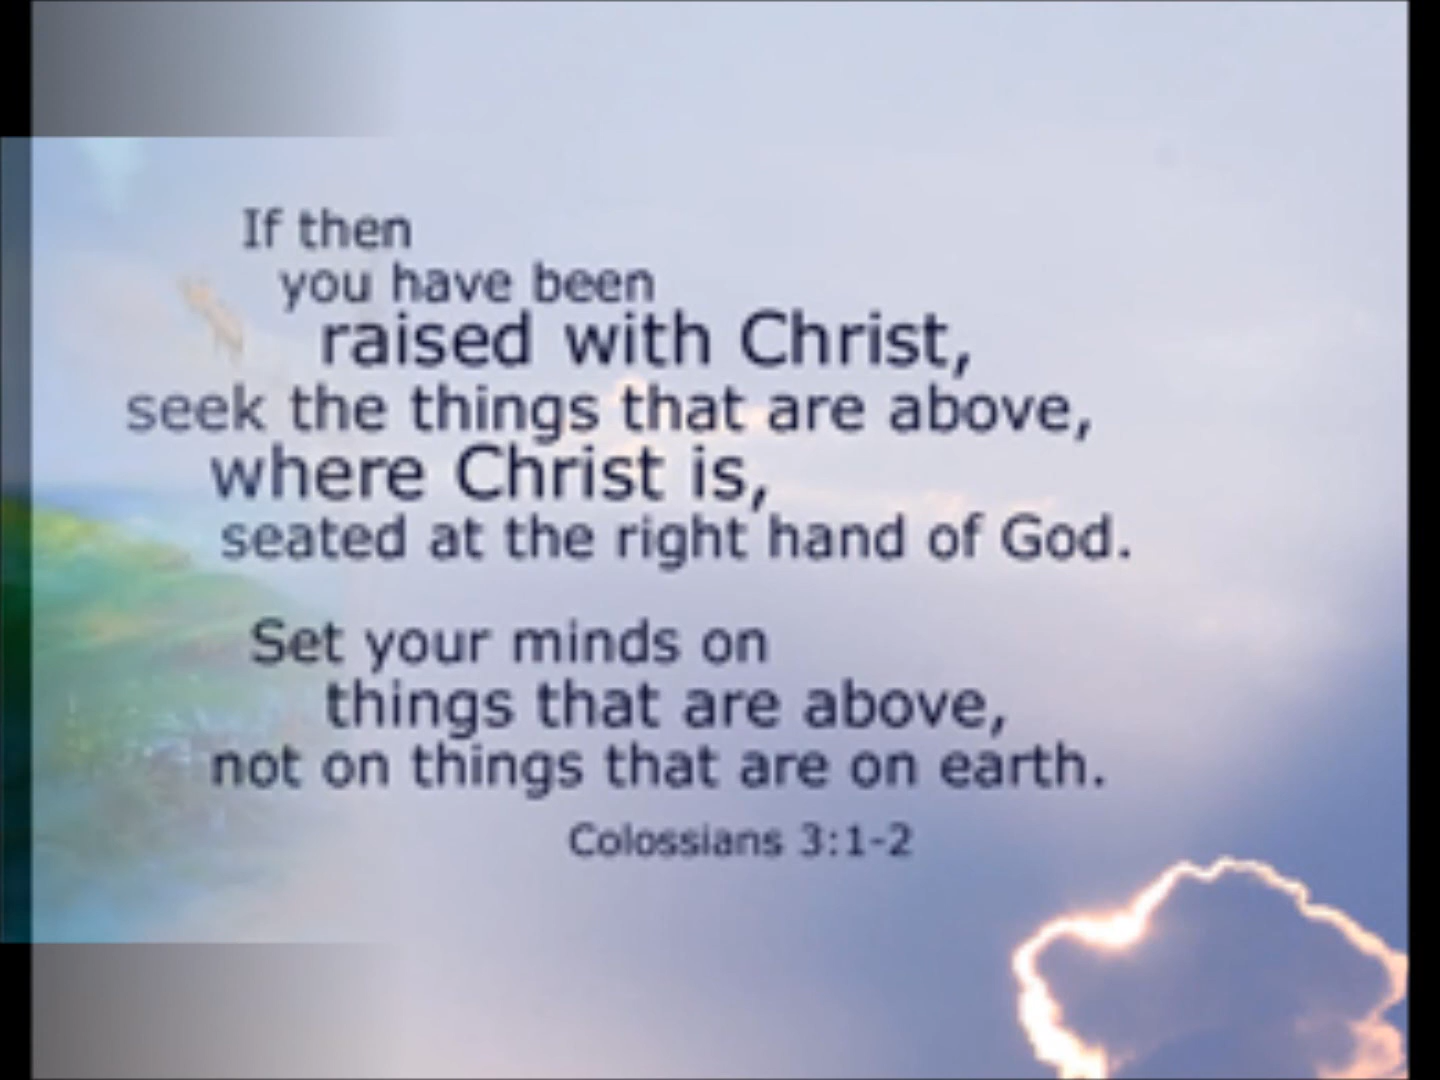 If then
you have been
raised with Christ,
seek the things that are above,
where Christ is,
seated at the right hand of God.
Set your minds on
things that are above,
not on things that are on earth.
Colossians 3:1-2